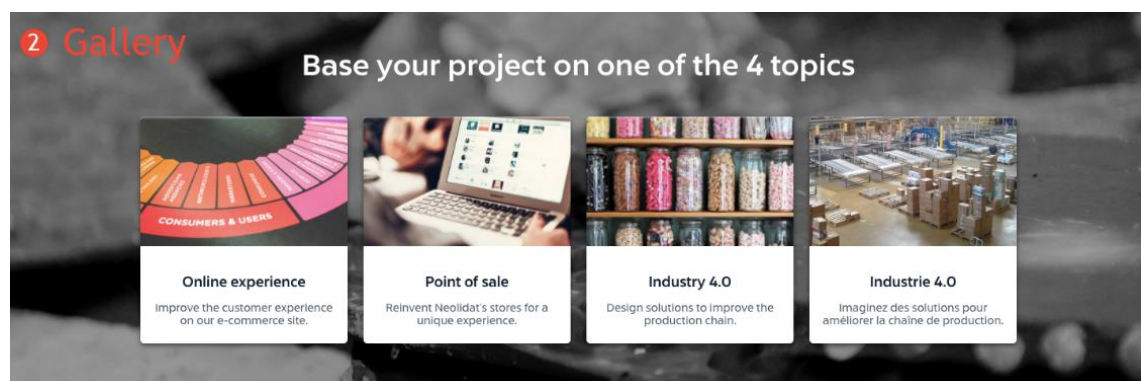 2 Gallery
Base your project on one of the 4 topics
CONSUMERS & USERS
Online experience
Improve the customer experience
on our e-commerce site.
Point of sale
Reinvent Neolidat's stores for a
unique experience.
Industry 4.0
Design solutions to improve the
production chain.
Industrie 4.0
Imaginez des solutions pour
améliorer la chaîne de production.